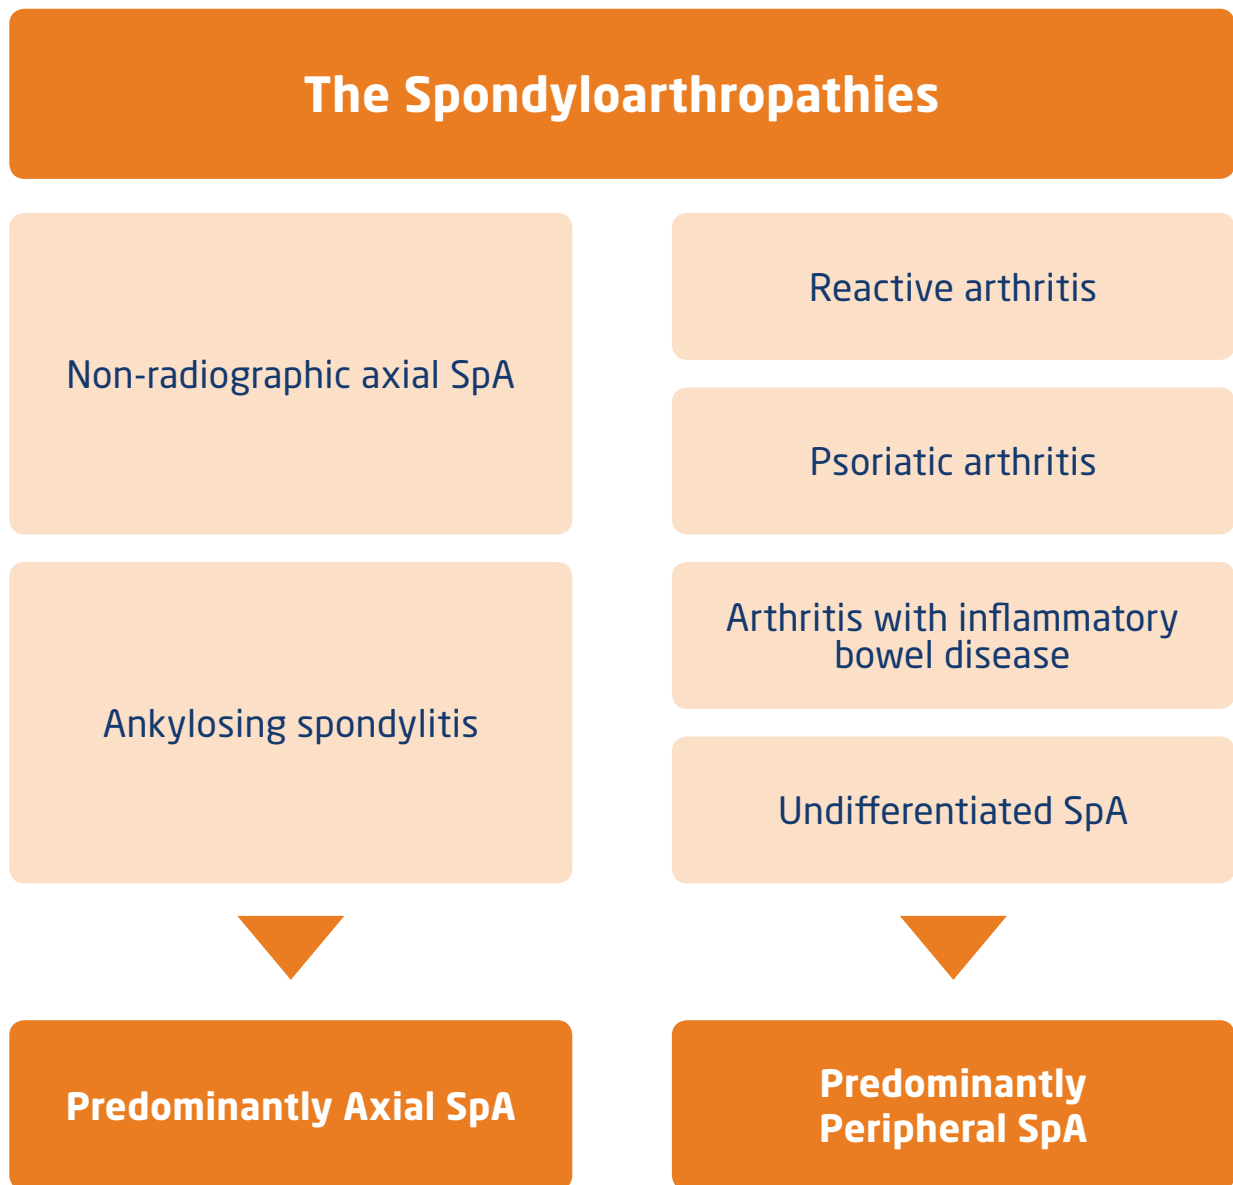 The Spondyloarthropathies
Non-radiographic axial SpA
Ankylosing spondylitis
Predominantly Axial SpA
Reactive arthritis
Psoriatic arthritis
Arthritis with inflammatory
bowel disease
Undifferentiated SpA
Predominantly
Peripheral SpA